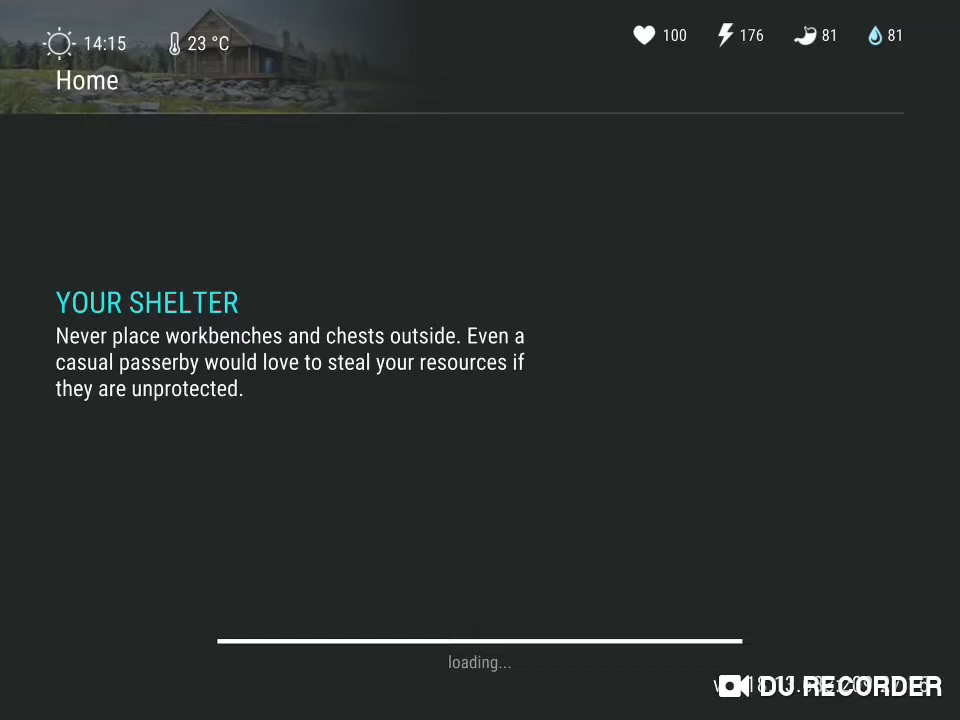 14:15 23 °C 100 176 81 81
Home
YOUR SHELTER
Never place workbenches and chests outside. Even a
casual passerby would love to steal your resources if
they are unprotected.
loading...
DU RECORDER